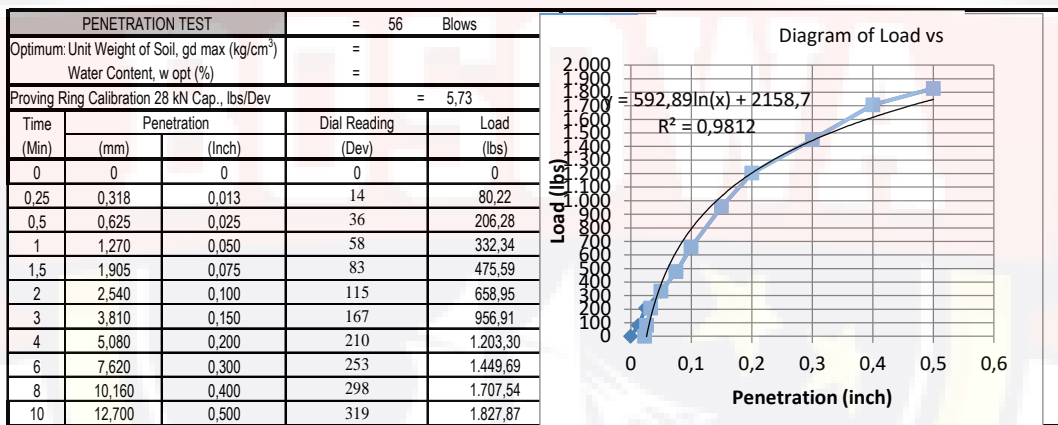 PENETRATION TEST = 56 Blows
Optimum: Unit Weight of Soil, gd max (kg/cm³) =
Water Content, w opt (%) =
Proving Ring Calibration 28 kN Cap., lbs/Dev = 5,73
Time Penetration Dial Reading Load
(Min) (mm) (Inch) (Dev) (lbs)
0 0 0 0 0
0,25 0,318 0,013 14 80,22
0,5 0,625 0,025 36 206,28
1 1,270 0,050 58 332,34
1,5 1,905 0,075 83 475,59
2 2,540 0,100 115 658,95
3 3,810 0,150 167 956,91
4 5,080 0,200 210 1.203,30
6 7,620 0,300 253 1.449,69
8 10,160 0,400 298 1.707,54
10 12,700 0,500 319 1.827,87
Diagram of Load vs
y = 592,89ln(x) + 2158,7
R² = 0,9812
Load (lbs)
2.000
1.900
1.800
1.700
1.600
1.500
1.400
1.300
1.200
1.100
1.000
900
800
700
600
500
400
300
200
100
0
0 0,1 0,2 0,3 0,4 0,5 0,6
Penetration (inch)